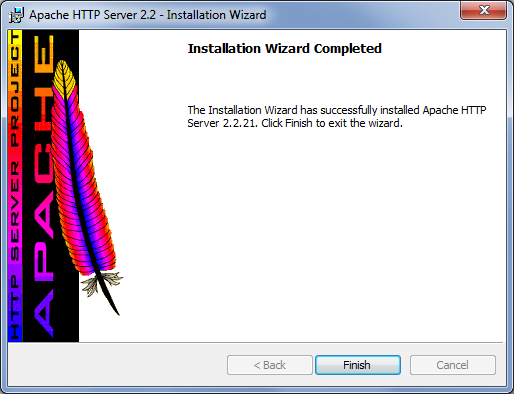 Apache HTTP Server 2.2 - Installation Wizard
HTTP SERVER PROJECT
APACHE
Installation Wizard Completed
The Installation Wizard has successfully installed Apache HTTP
Server 2.2.21. Click Finish to exit the wizard.
< Back
Finish
Cancel